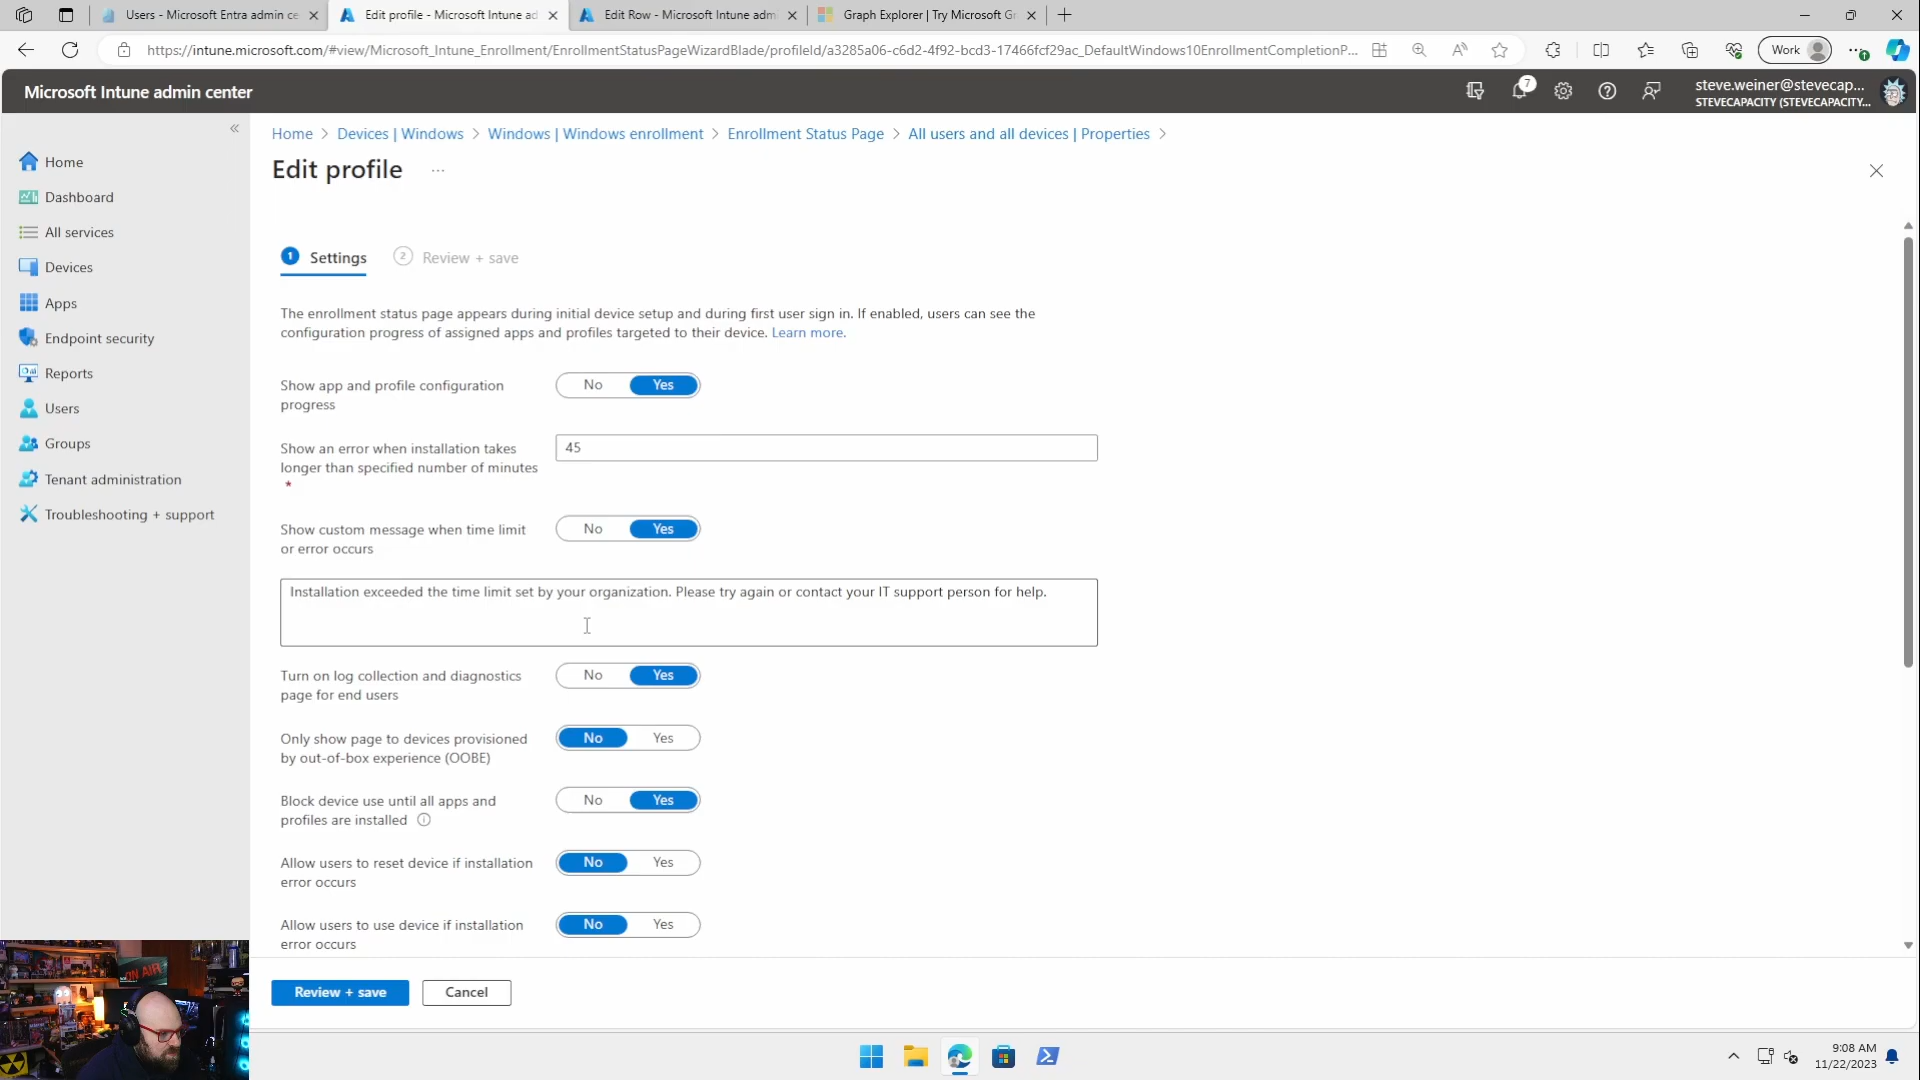 Users - Microsoft Entra admin ce
Edit profile - Microsoft Intune ad
Edit Row - Microsoft Intune adm
Graph Explorer | Try Microsoft Gr
https://intune.microsoft.com/#view/Microsoft_Intune_Enrollment/EnrollmentStatusPageWizardBlade/profileId/a3285a06-c6d2-4f92-bcd3-17466fcf29ac_DefaultWindows10EnrollmentCompletionP...
Work
Microsoft Intune admin center
7
steve.weiner@stevecap...
STEVECAPACITY (STEVECAPACITY,...
Home
Dashboard
All services
Devices
Apps
Endpoint security
Reports
Users
Groups
Tenant administration
Troubleshooting + support
Home > Devices | Windows > Windows | Windows enrollment > Enrollment Status Page > All users and all devices | Properties >
Edit profile ...
1 Settings
2 Review + save
The enrollment status page appears during initial device setup and during first user sign in. If enabled, users can see the
configuration progress of assigned apps and profiles targeted to their device. Learn more.
Show app and profile configuration
progress
No Yes
Show an error when installation takes
longer than specified number of minutes
*
45
Show custom message when time limit
or error occurs
No Yes
Installation exceeded the time limit set by your organization. Please try again or contact your IT support person for help.
Turn on log collection and diagnostics
page for end users
No Yes
Only show page to devices provisioned
by out-of-box experience (OOBE)
No Yes
Block device use until all apps and
profiles are installed
No Yes
Allow users to reset device if installation
error occurs
No Yes
Allow users to use device if installation
error occurs
No Yes
Review + save
Cancel
ON AIR
9:08 AM
11/22/2023